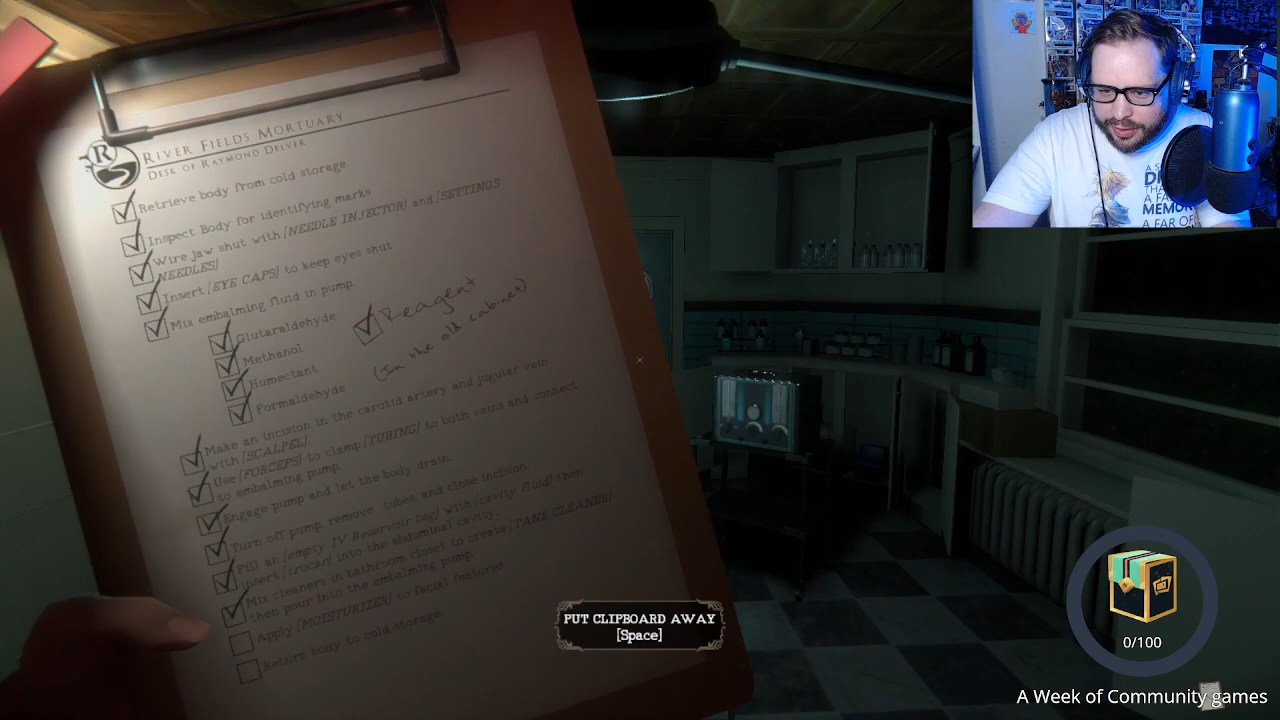 RIVER FIELDS MORTUARY
DESK OF RAYMOND DELVER
Retrieve body from cold storage.
Inspect Body for identifying marks
Wire jaw shut with [NEEDLE INJECTOR] and [SETTINGS
NEEDLES]
Insert [EYE CAPS] to keep eyes shut
Mix embalming fluid in pump.
Glutaraldehyde
Methanol
Humectant
Formaldehyde
Reagent
(In the old cabinet)
Make an incision in the carotid artery and jugular vein
with [SCALPEL].
Use [FORCEPS] to clamp [TUBING] to both veins and connect
to embalming pump.
Engage pump and let the body drain.
Turn off pump, remove tubes, and close incision.
Fill an [empty IV Reservoir bag] with [cavity fluid] then
insert [trocar] into the abdominal cavity.
Mix cleaners in bathroom closet to create [TANK CLEANER]
then pour into the embalming pump.
Apply [MOISTURIZER] to facial features
Return body to cold storage.
PUT CLIPBOARD AWAY
[Space]
MEMOR
A FA
A FAR OF
0/100
A Week of Community games